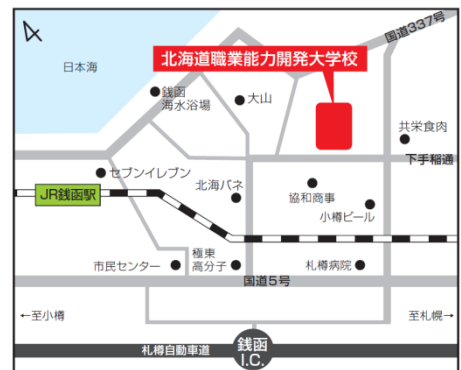 国道337号
日本海
北海道職業能力開発大学校
銭函
海水浴場
大山
共栄食肉
下手稲通
セブンイレブン
JR銭函駅
北海バネ
協和商事
小樽ビール
市民センター
極東
高分子
札樽病院
国道5号
←至小樽
至札幌→
札樽自動車道
銭函
I.C.